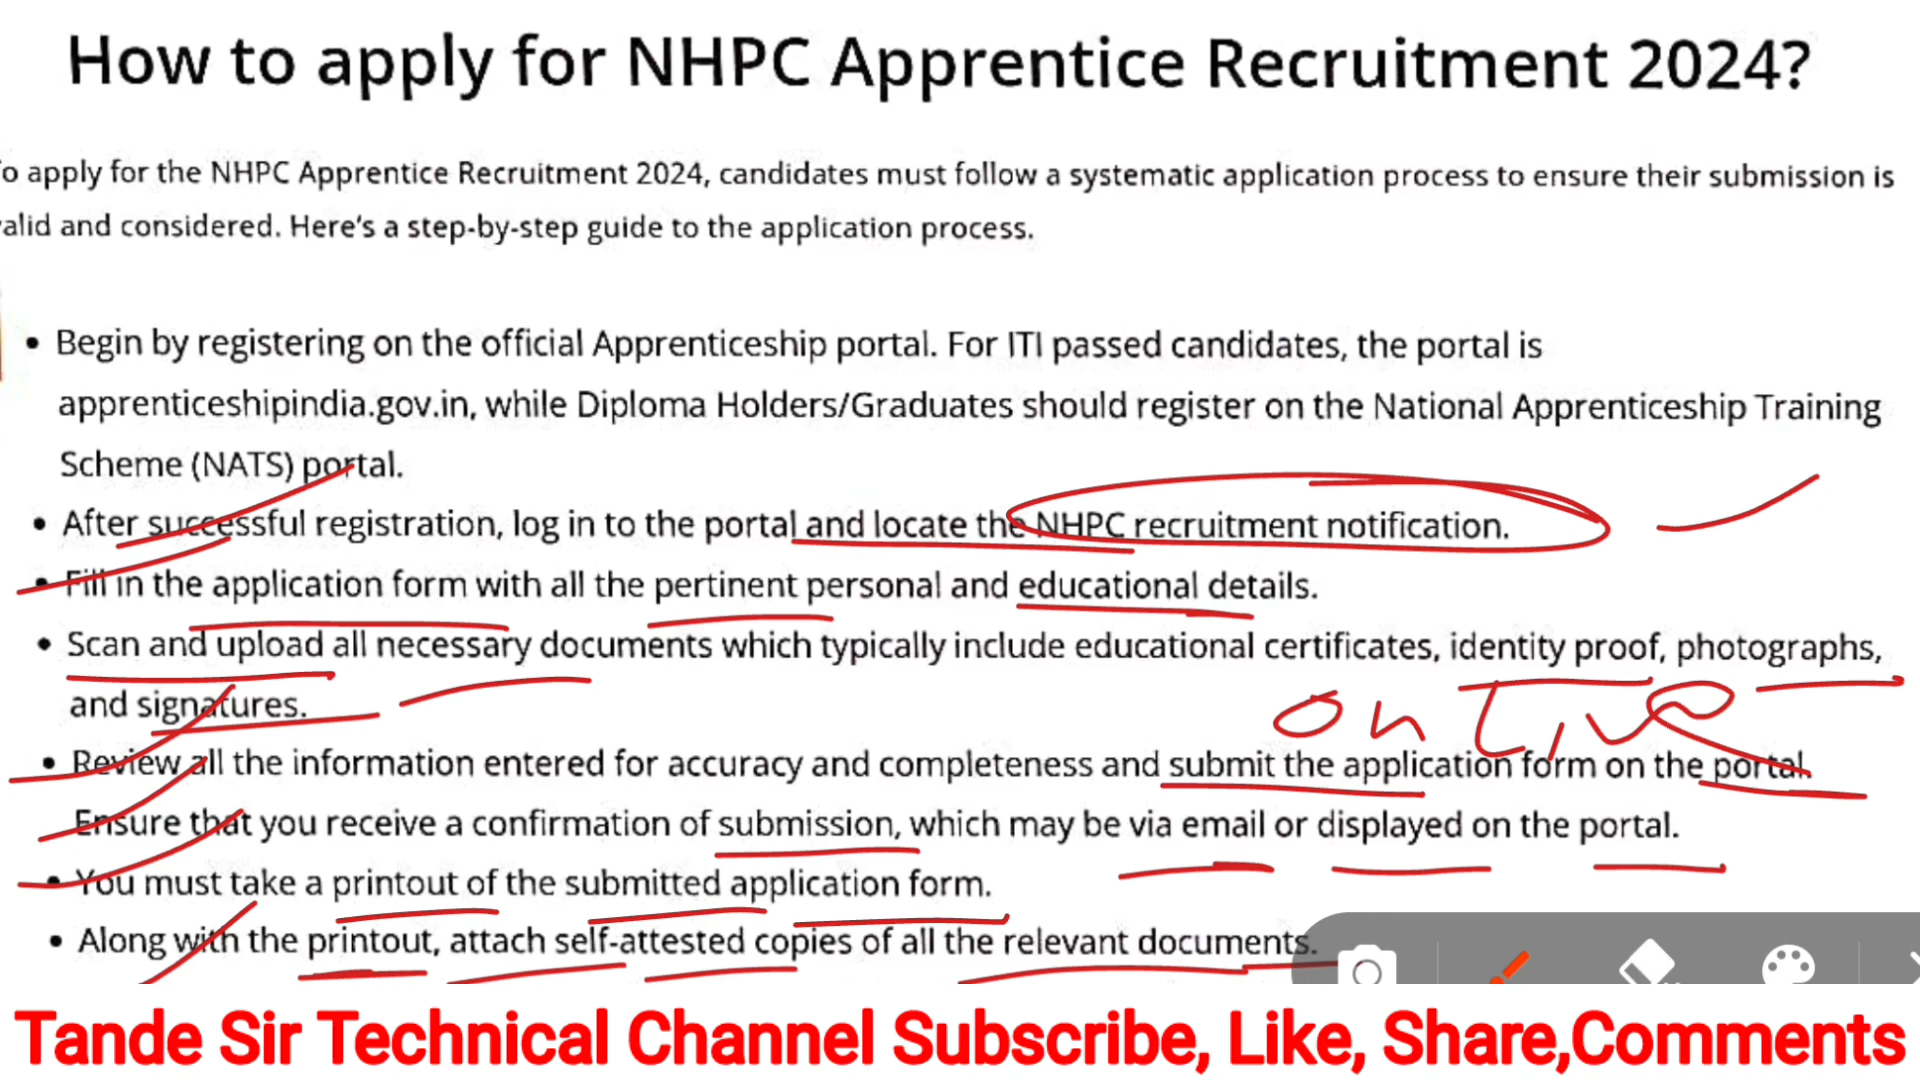 How to apply for NHPC Apprentice Recruitment 2024?
o apply for the NHPC Apprentice Recruitment 2024, candidates must follow a systematic application process to ensure their submission is
alid and considered. Here's a step-by-step guide to the application process.
• Begin by registering on the official Apprenticeship portal. For ITI passed candidates, the portal is
apprenticeshipindia.gov.in, while Diploma Holders/Graduates should register on the National Apprenticeship Training
Scheme (NATS) portal.
• After successful registration, log in to the portal and locate the NHPC recruitment notification.
• Fill in the application form with all the pertinent personal and educational details.
• Scan and upload all necessary documents which typically include educational certificates, identity proof, photographs,
and signatures.
• Review all the information entered for accuracy and completeness and submit the application form on the portal.
Ensure that you receive a confirmation of submission, which may be via email or displayed on the portal.
• You must take a printout of the submitted application form.
• Along with the printout, attach self-attested copies of all the relevant documents.
Tande Sir Technical Channel Subscribe, Like, Share,Comments